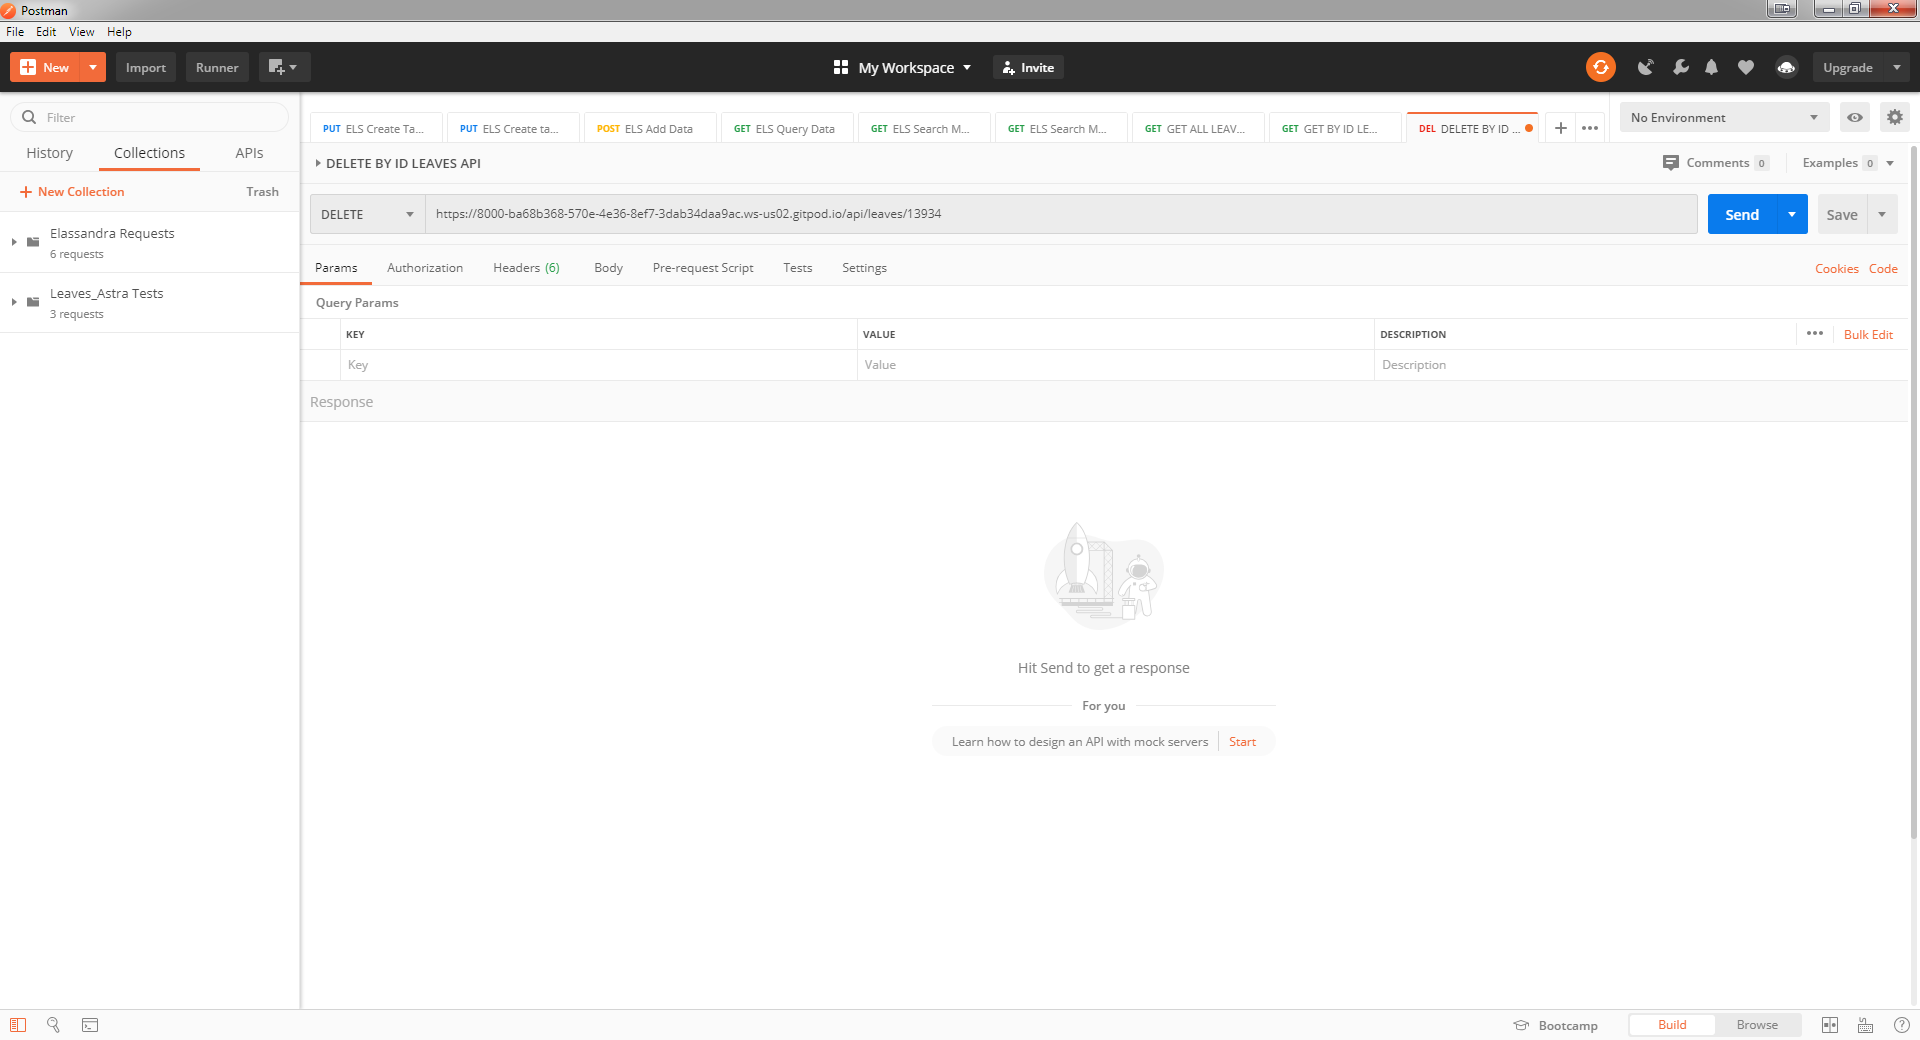 Postman
File Edit View Help
New Import Runner My Workspace Invite Upgrade
Filter
History Collections APIs
New Collection Trash
Elassandra Requests
6 requests
Leaves_Astra Tests
3 requests
PUT ELS Create Ta... PUT ELS Create ta... POST ELS Add Data GET ELS Query Data GET ELS Search M... GET ELS Search M... GET GET ALL LEAV... GET GET BY ID LE... DEL DELETE BY ID ... No Environment
DELETE BY ID LEAVES API Comments 0 Examples 0
DELETE https://8000-ba68b368-570e-4e36-8ef7-3dab34daa9ac.ws-us02.gitpod.io/api/leaves/13934 Send Save
Params Authorization Headers (6) Body Pre-request Script Tests Settings Cookies Code
Query Params
KEY VALUE DESCRIPTION ••• Bulk Edit
Key Value Description
Response
Hit Send to get a response
For you
Learn how to design an API with mock servers Start
Bootcamp Build Browse